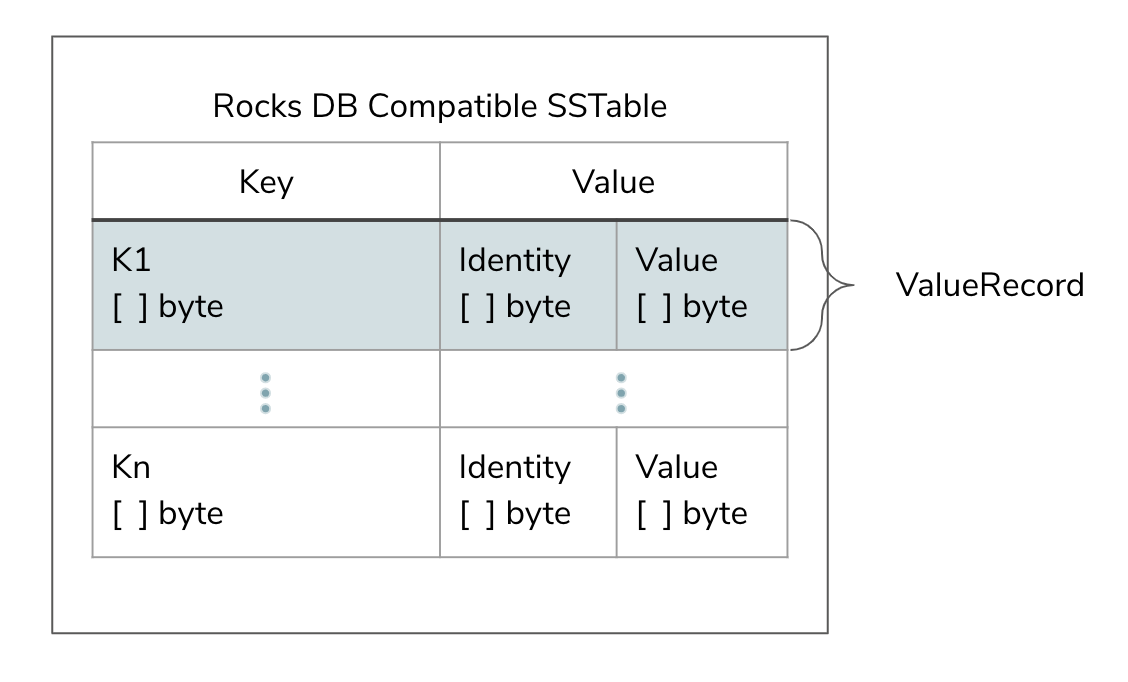 Rocks DB Compatible SSTable
Key
Value
K1
[ ] byte
Identity
[ ] byte
Value
[ ] byte
ValueRecord
Kn
[ ] byte
Identity
[ ] byte
Value
[ ] byte